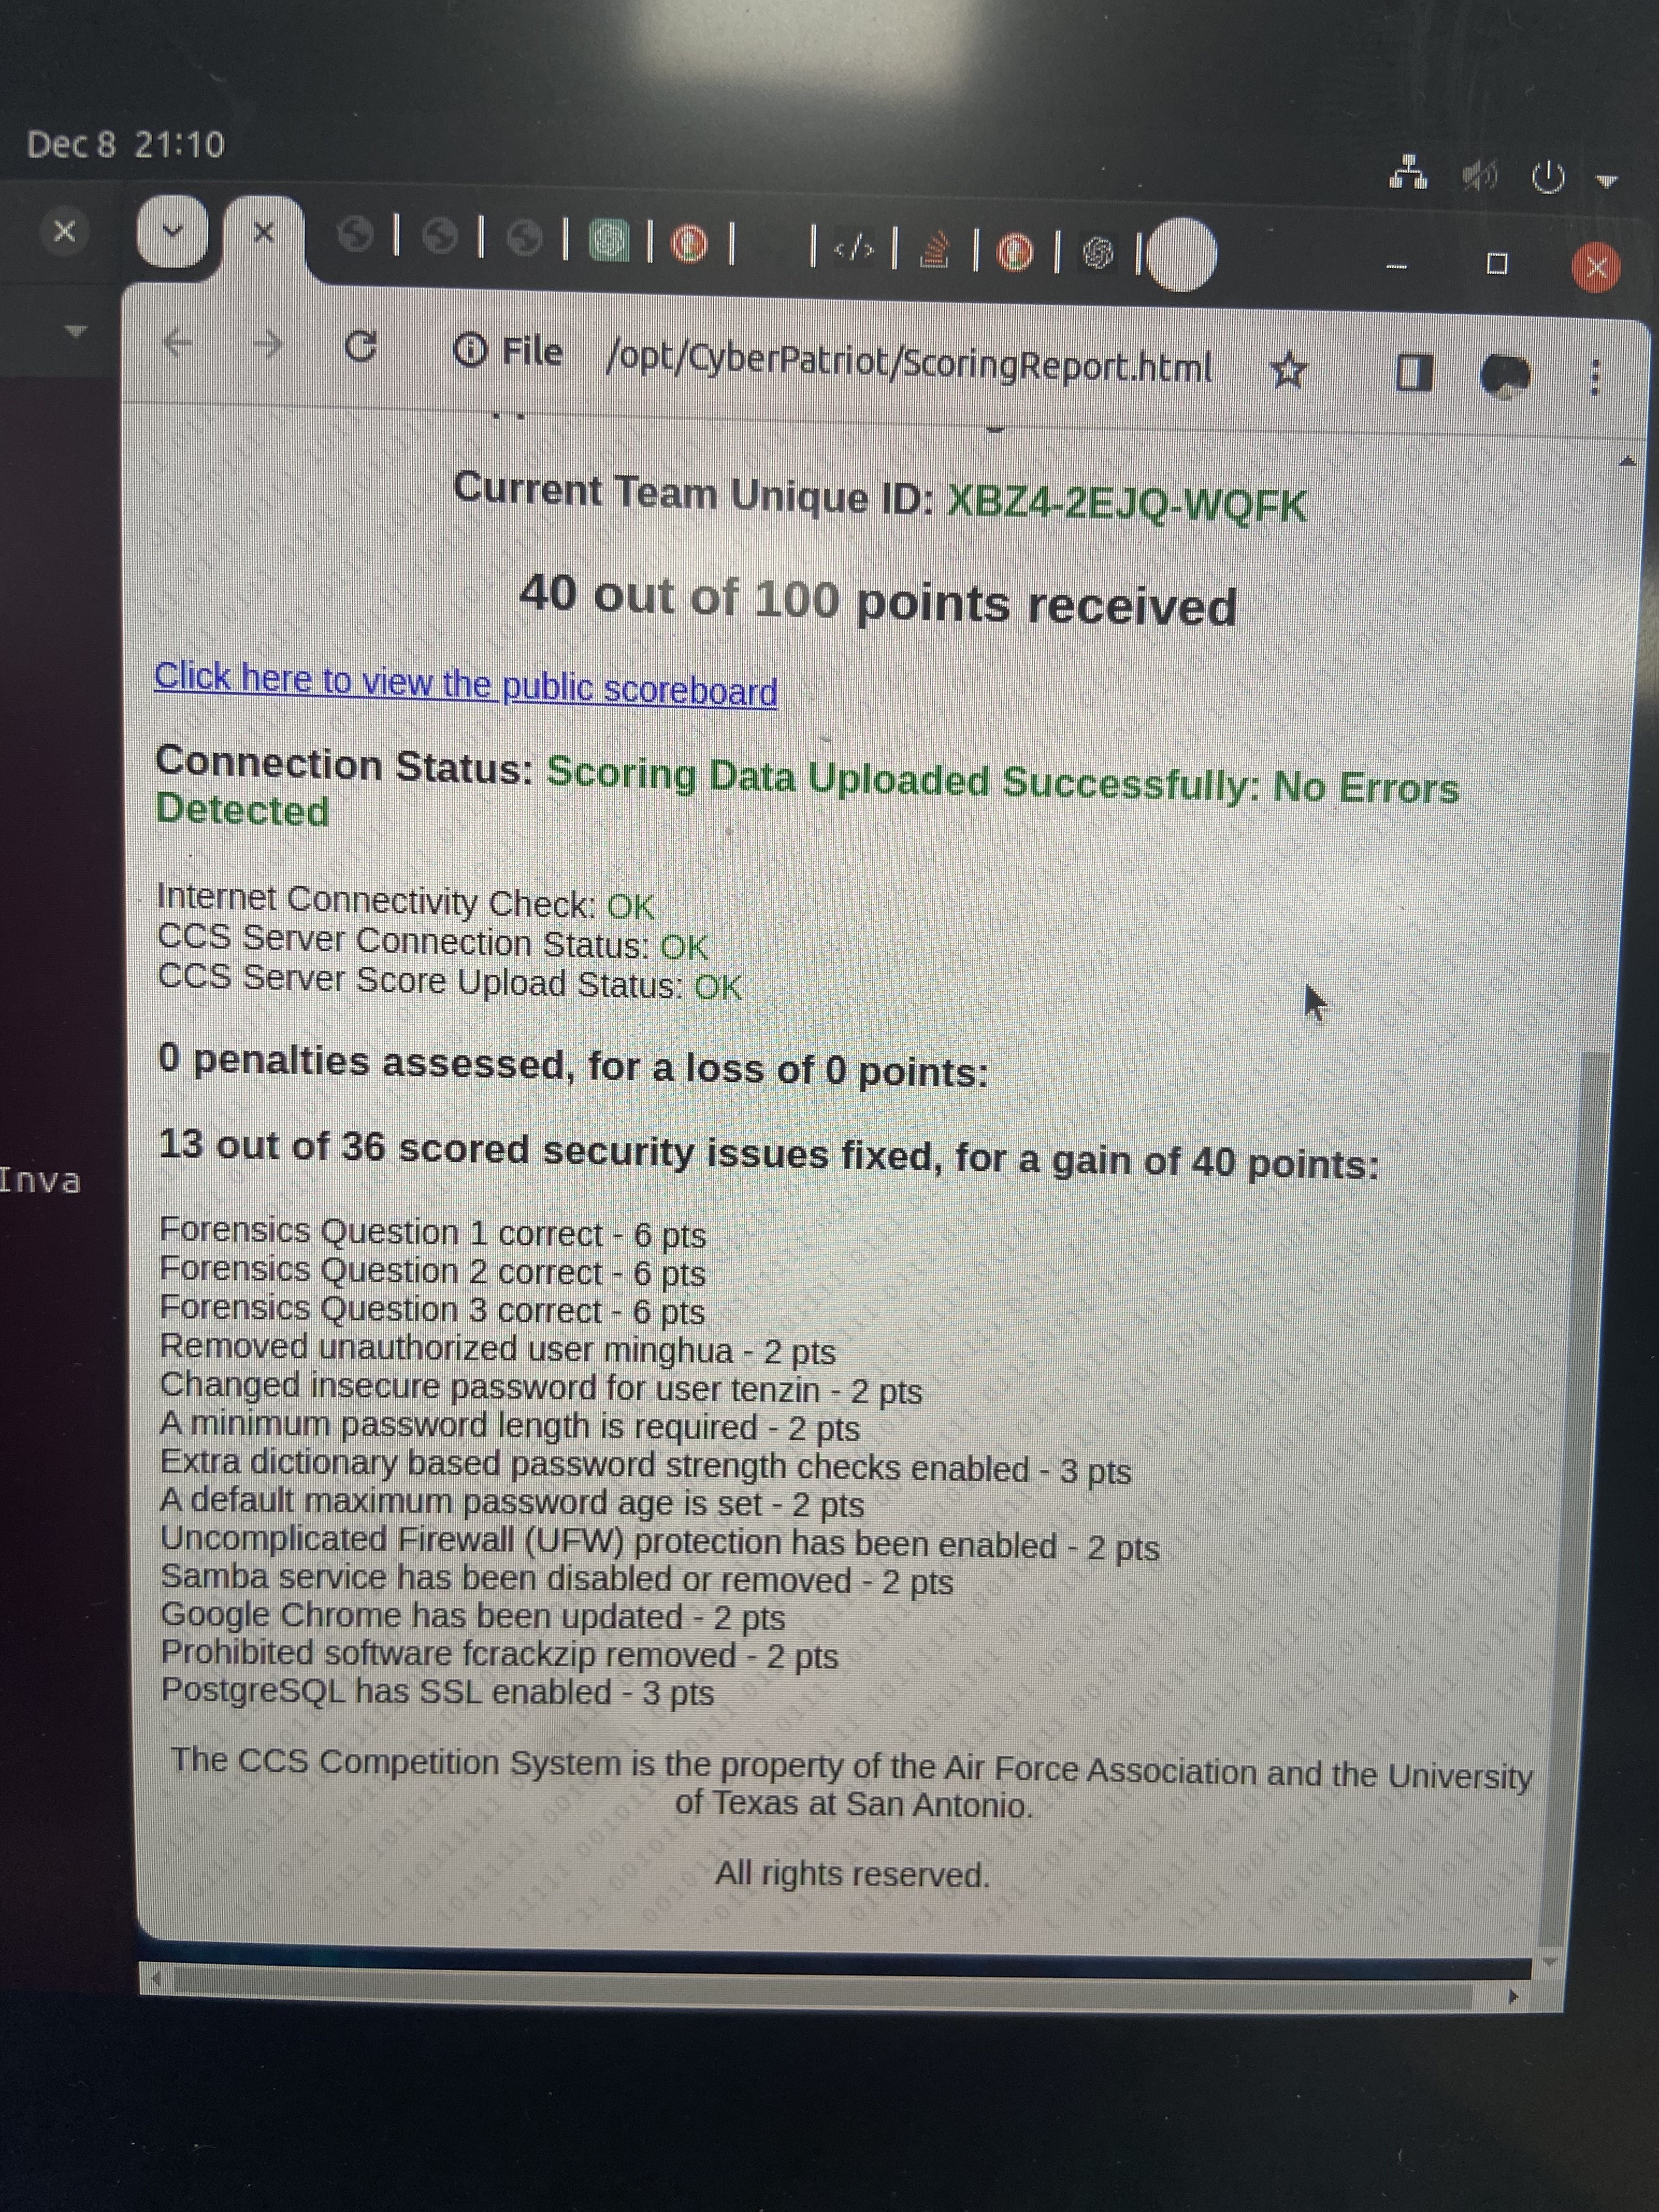 Dec 8 21:10
File /opt/CyberPatriot/ScoringReport.html
Current Team Unique ID: XBZ4-2EJQ-WQFK
40 out of 100 points received
Click here to view the public scoreboard
Connection Status: Scoring Data Uploaded Successfully: No Errors
Detected
Internet Connectivity Check: OK
CCS Server Connection Status: OK
CCS Server Score Upload Status: OK
0 penalties assessed, for a loss of 0 points:
13 out of 36 scored security issues fixed, for a gain of 40 points:
Inva
Forensics Question 1 correct - 6 pts
Forensics Question 2 correct - 6 pts
Forensics Question 3 correct - 6 pts
Removed unauthorized user minghua - 2 pts
Changed insecure password for user tenzin - 2 pts
A minimum password length is required - 2 pts
Extra dictionary based password strength checks enabled - 3 pts
A default maximum password age is set - 2 pts
Uncomplicated Firewall (UFW) protection has been enabled - 2 pts
Samba service has been disabled or removed - 2 pts
Google Chrome has been updated - 2 pts
Prohibited software fcrackzip removed - 2 pts
PostgreSQL has SSL enabled - 3 pts
The CCS Competition System is the property of the Air Force Association and the University
of Texas at San Antonio.
All rights reserved.